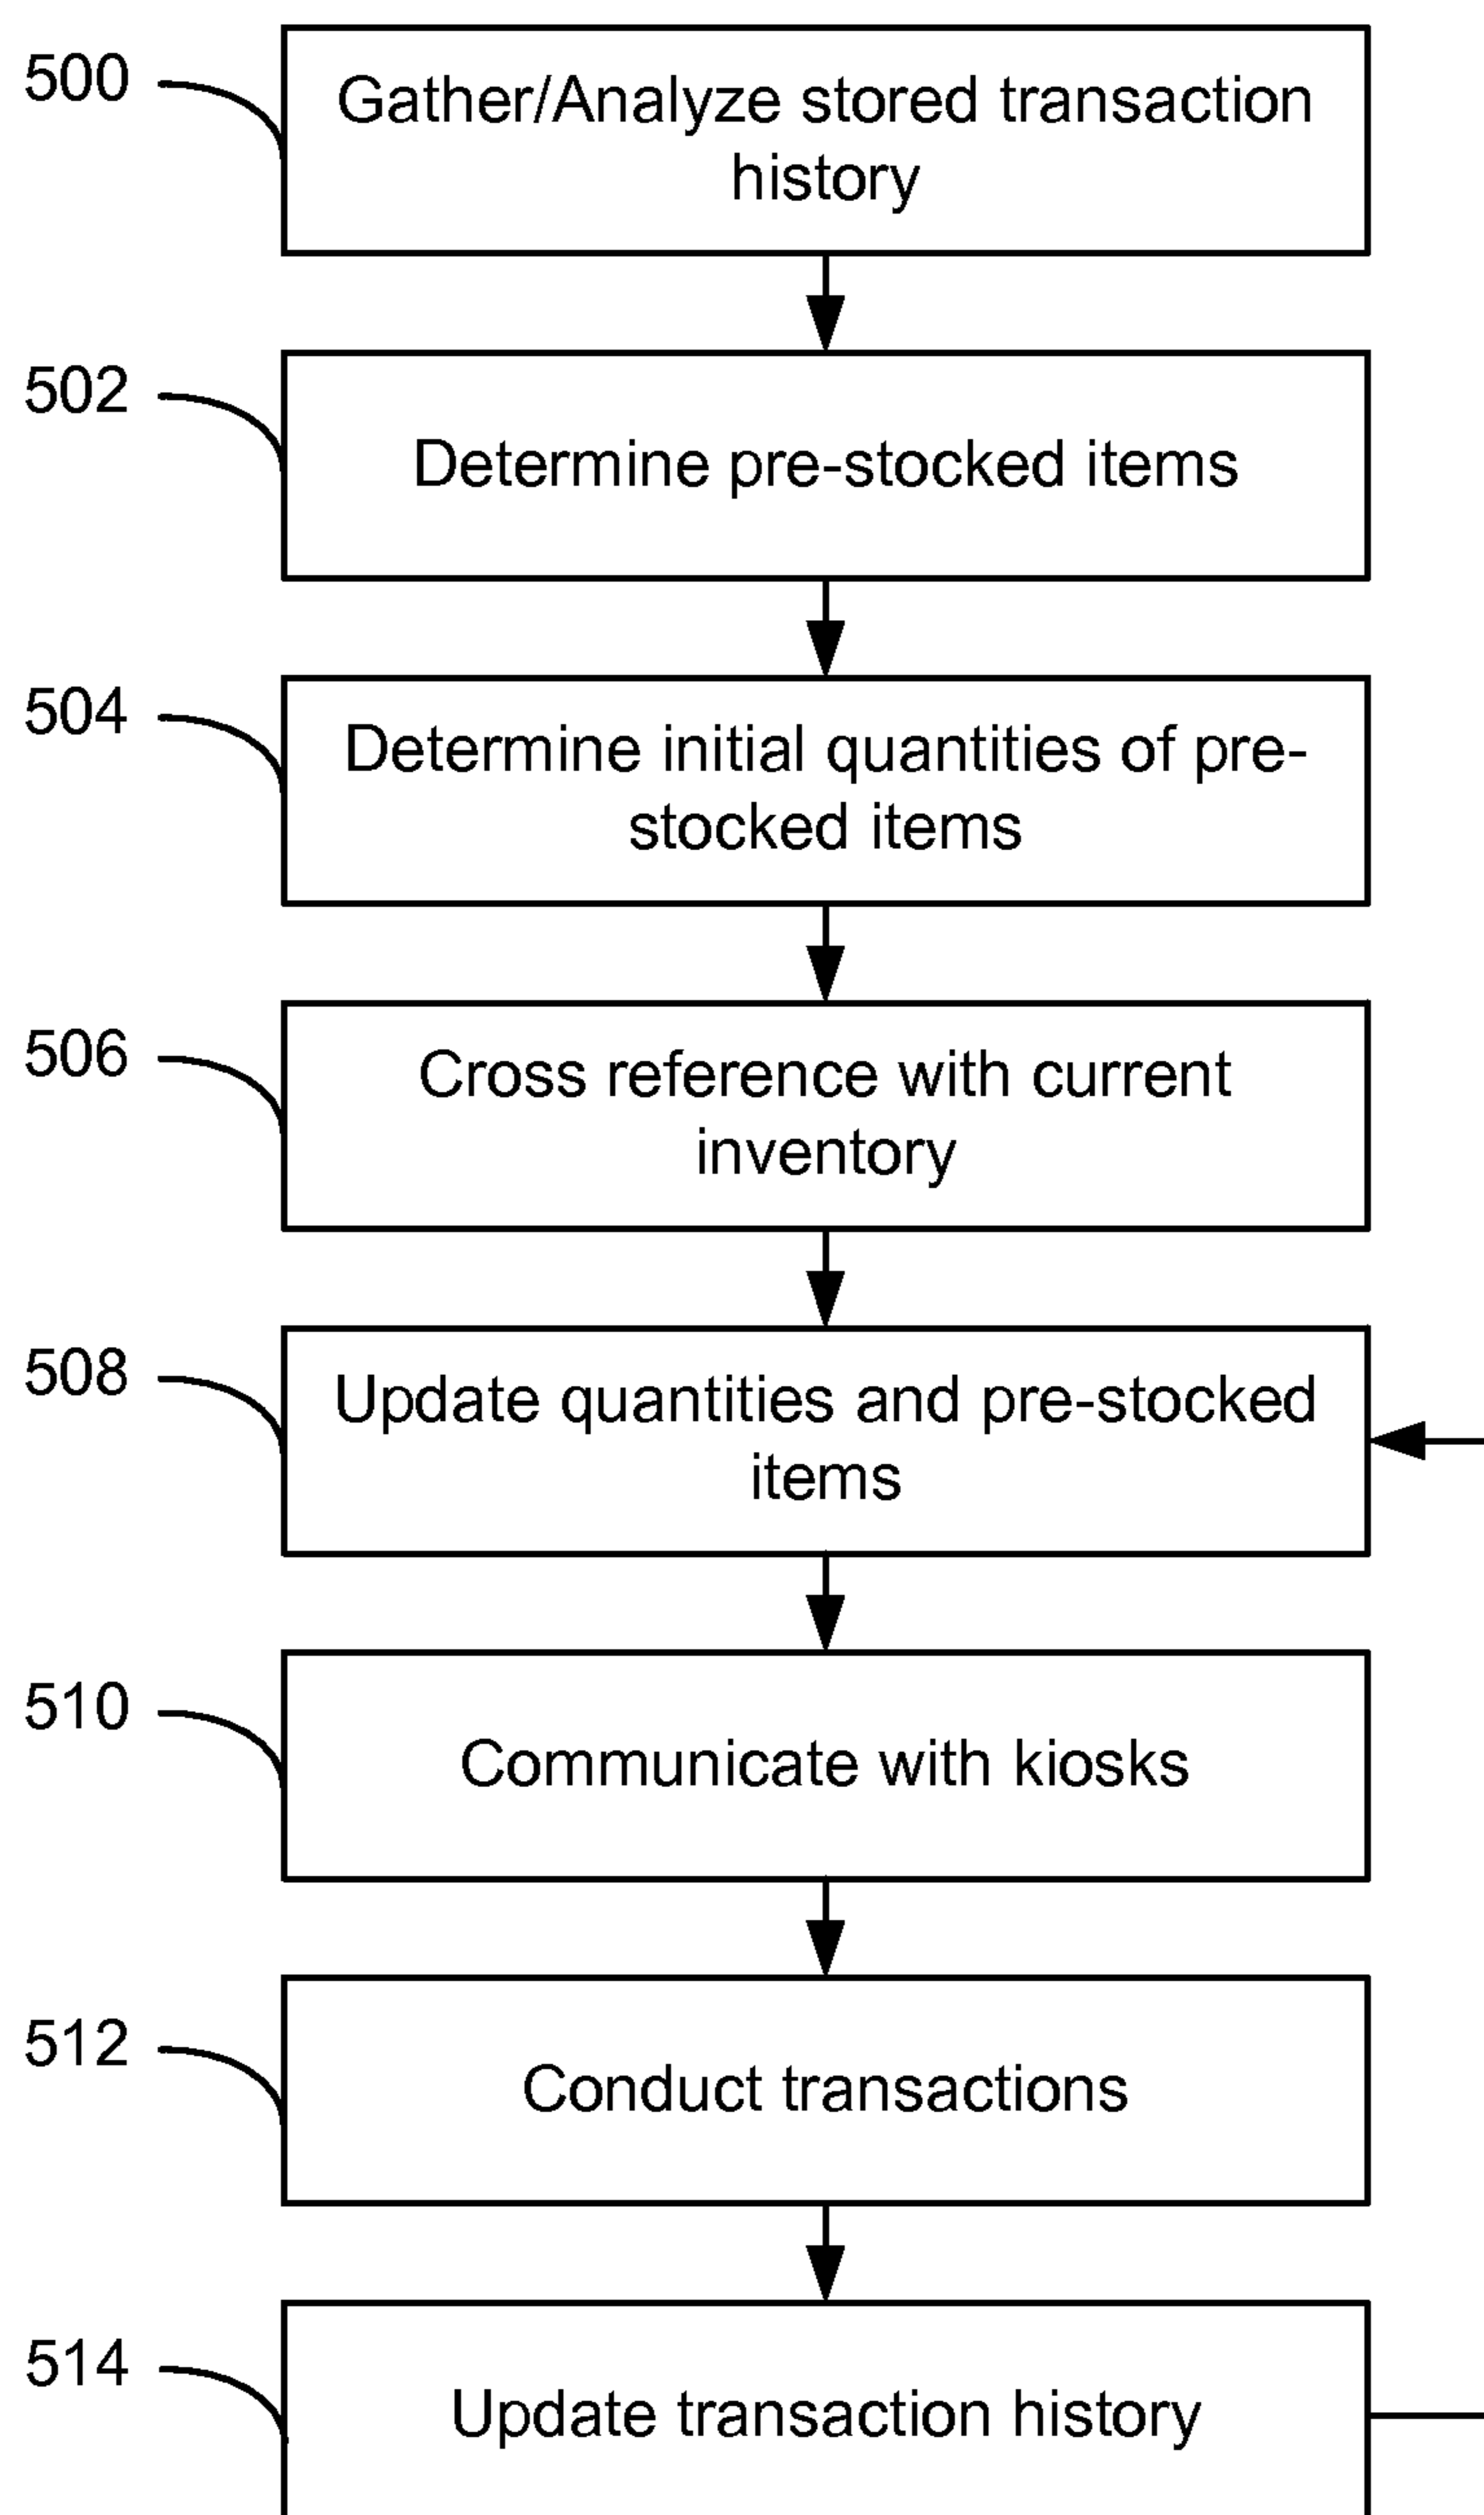 500
Gather/Analyze stored transaction
history
502
Determine pre-stocked items
504
Determine initial quantities of pre-
stocked items
506
Cross reference with current
inventory
508
Update quantities and pre-stocked
items
510
Communicate with kiosks
512
Conduct transactions
514
Update transaction history